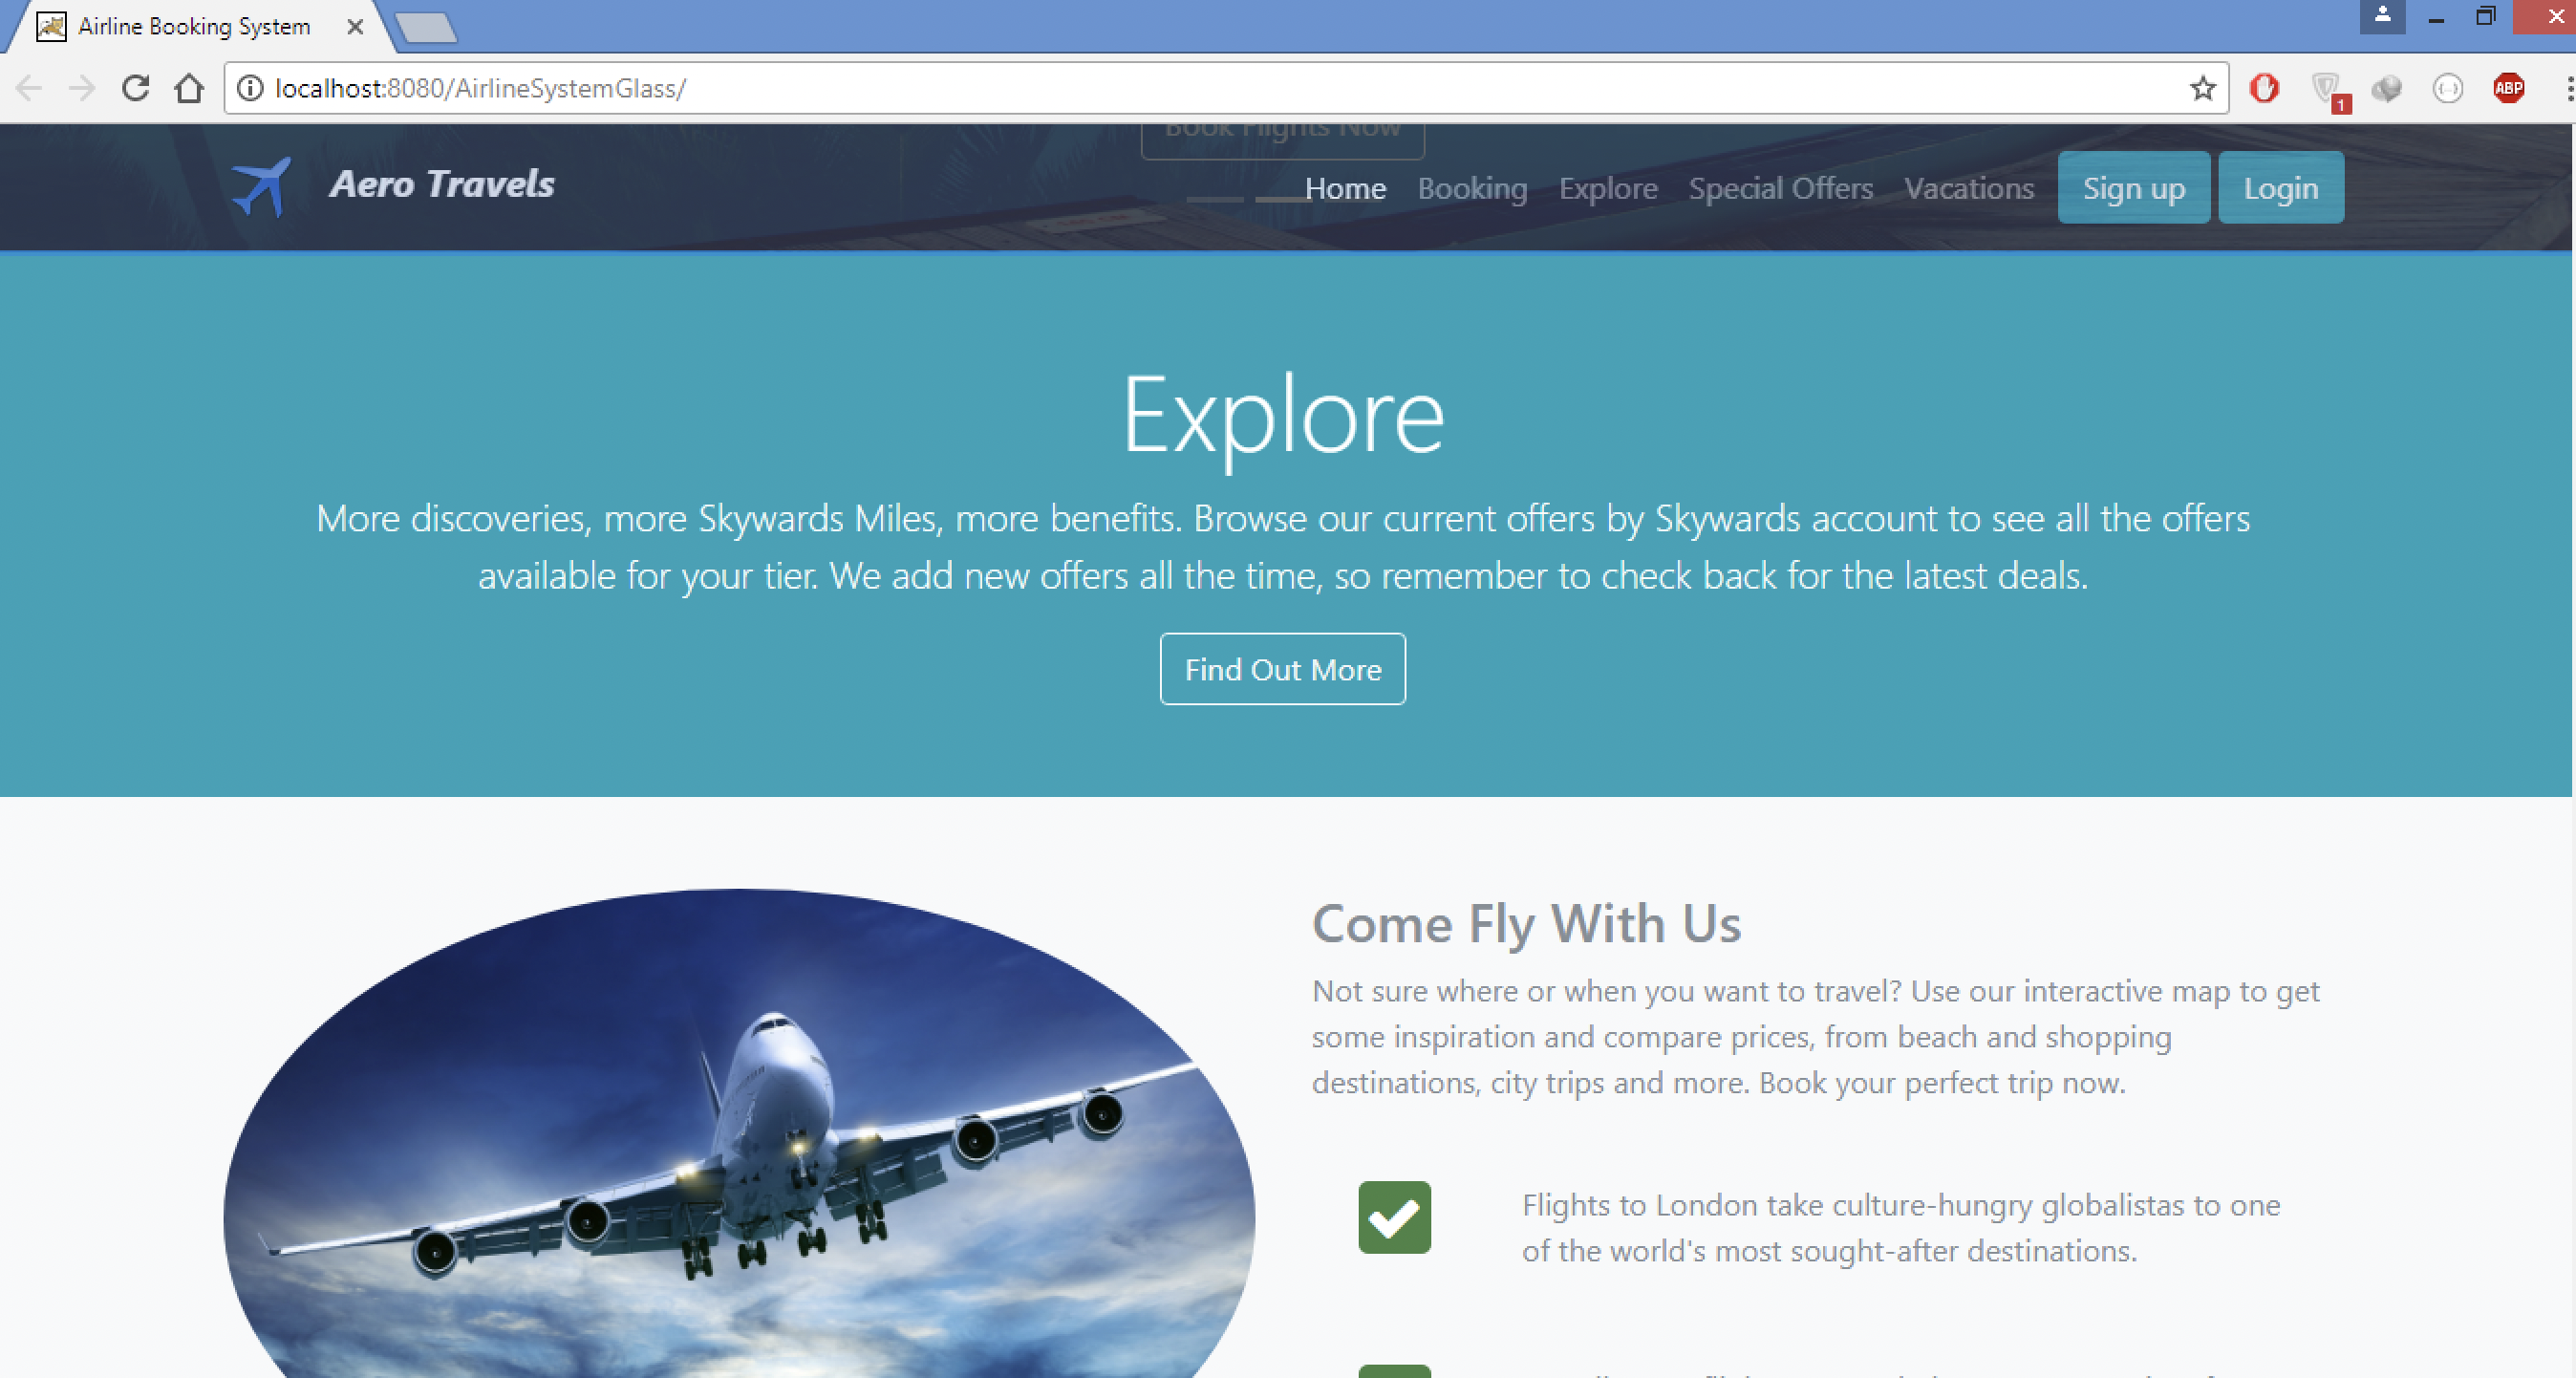 Airline Booking System
localhost:8080/AirlineSystemGlass/
1
ABP
Book Flights Now
Aero Travels
Home Booking Explore Special Offers Vacations Sign up Login
Explore
More discoveries, more Skywards Miles, more benefits. Browse our current offers by Skywards account to see all the offers
available for your tier. We add new offers all the time, so remember to check back for the latest deals.
Find Out More
Come Fly With Us
Not sure where or when you want to travel? Use our interactive map to get
some inspiration and compare prices, from beach and shopping
destinations, city trips and more. Book your perfect trip now.
Flights to London take culture-hungry globalistas to one
of the world's most sought-after destinations.